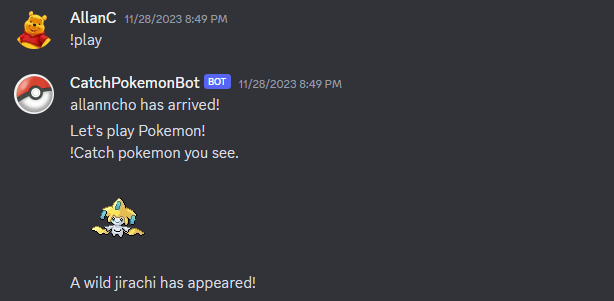 AllanC 11/28/2023 8:49 PM
!play
CatchPokemonBot BOT 11/28/2023 8:49 PM
allanncho has arrived!
Let's play Pokemon!
!Catch pokemon you see.
A wild jirachi has appeared!